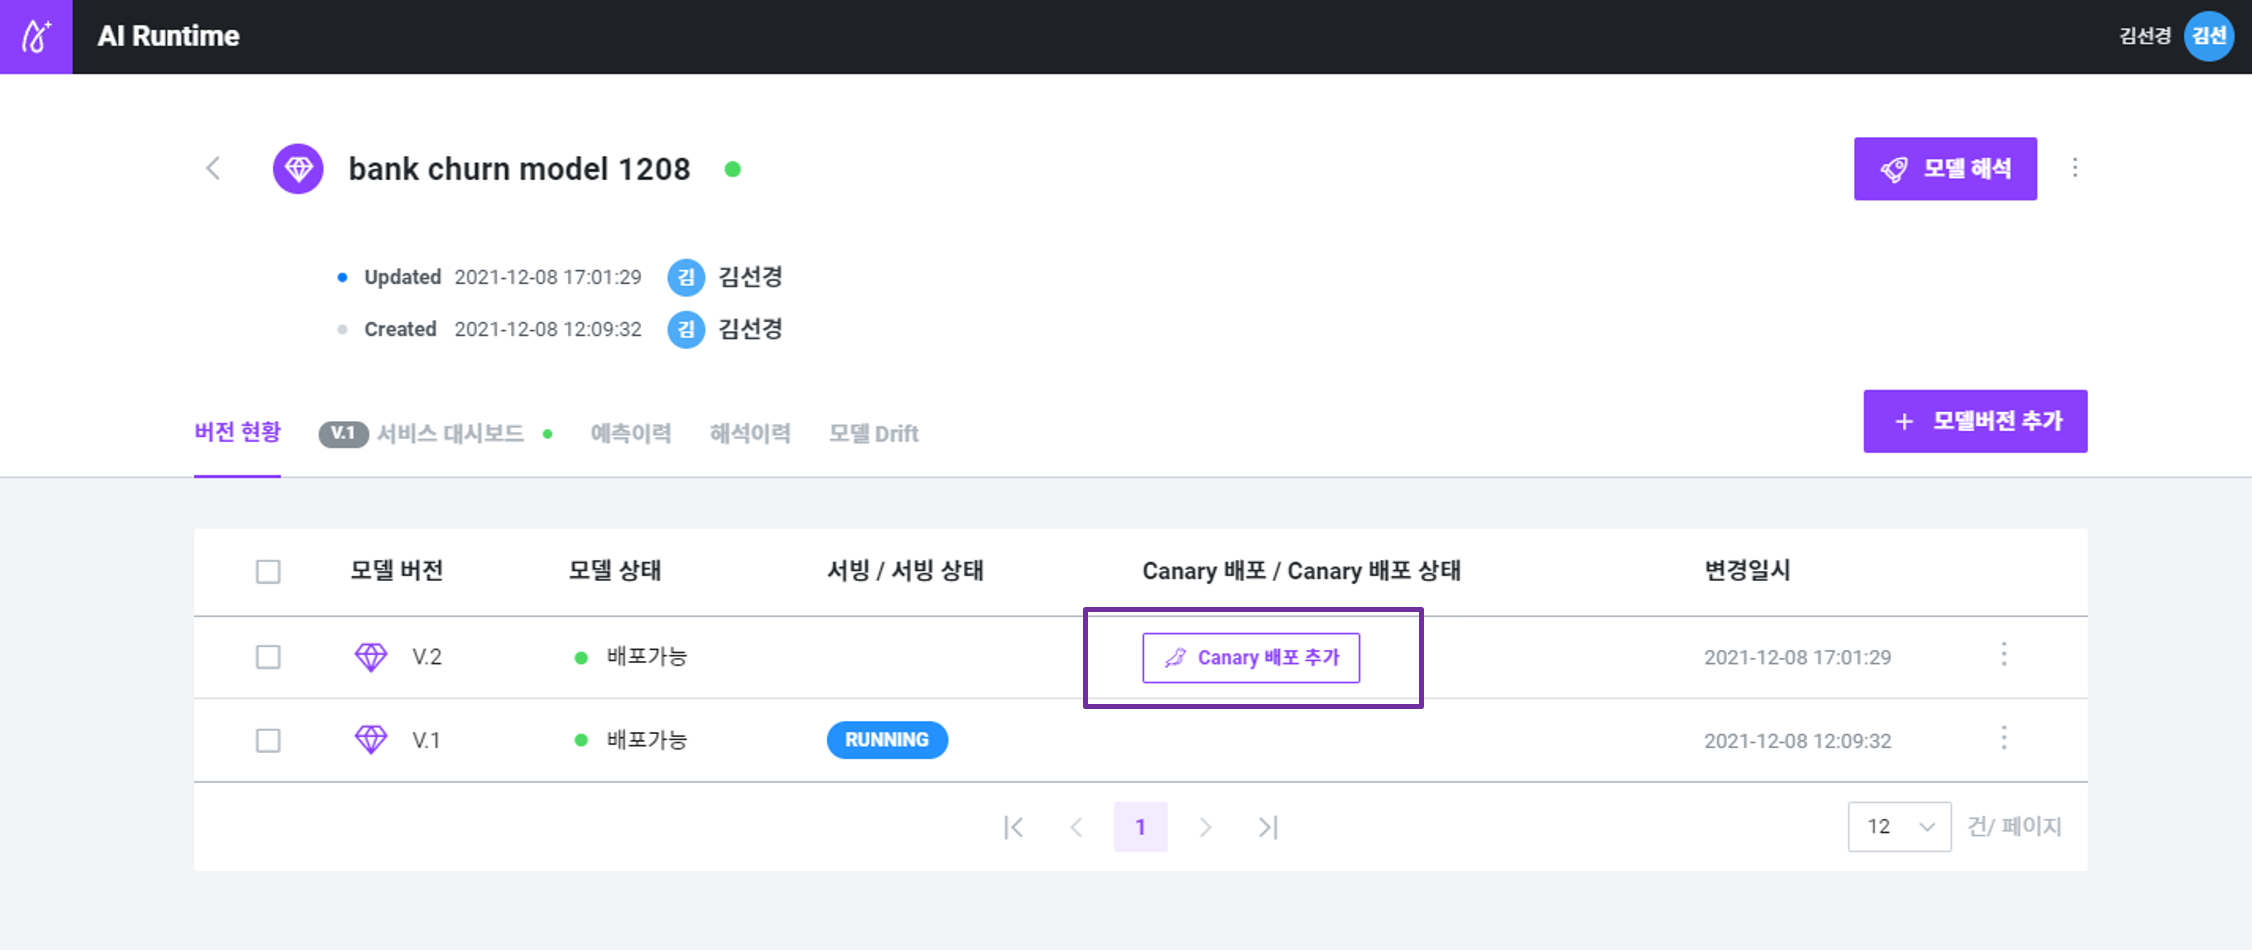 AI Runtime
김선경 김선
bank churn model 1208
모델 해석
Updated 2021-12-08 17:01:29 김 김선경
Created 2021-12-08 12:09:32 김 김선경
버전 현황 V.1 서비스 대시보드 예측이력 해석이력 모델 Drift
+ 모델버전 추가
모델 버전 모델 상태 서빙 / 서빙 상태 Canary 배포 / Canary 배포 상태 변경일시
V.2 배포가능 Canary 배포 추가 2021-12-08 17:01:29
V.1 배포가능 RUNNING 2021-12-08 12:09:32
1 12 건/ 페이지